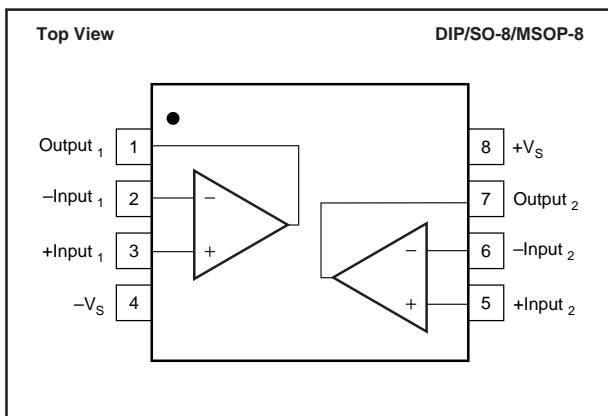 Top View DIP/SO-8/MSOP-8
Output 1 1 8 +VS
–Input 1 2 – 7 Output 2
+Input 1 3 + – 6 –Input 2
–VS 4 + 5 +Input 2